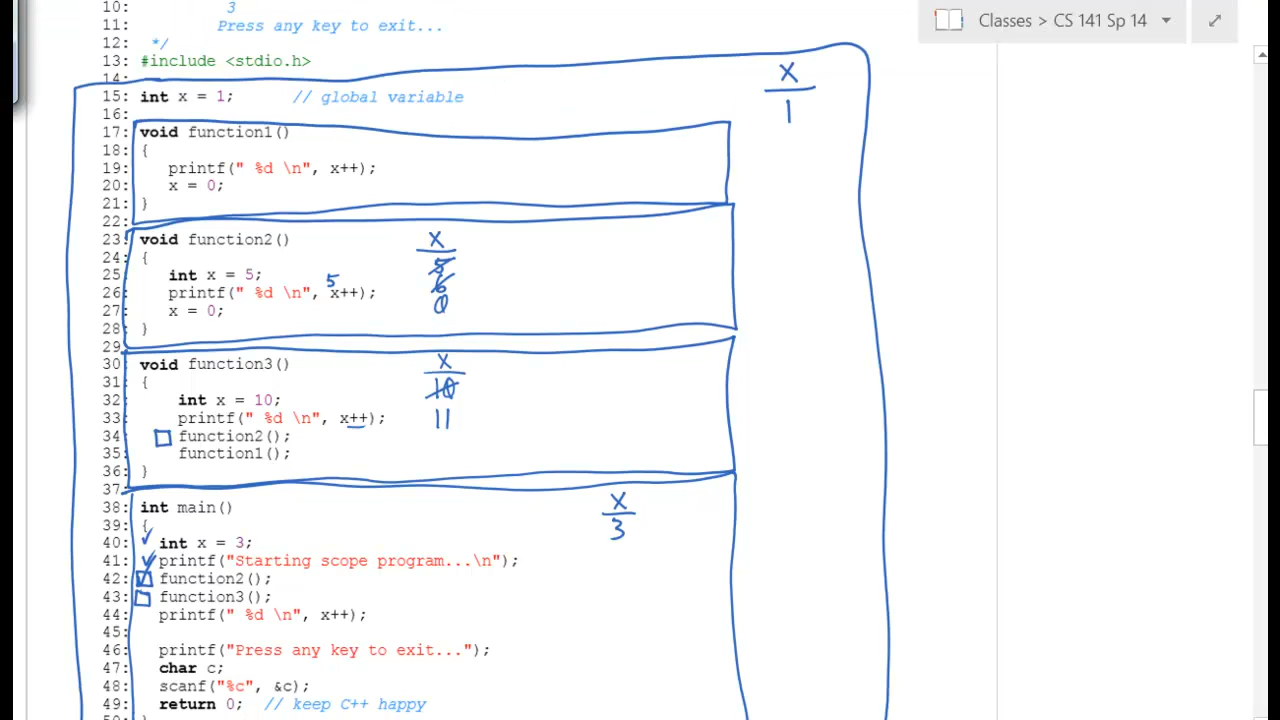 10: 3
11: Press any key to exit...
12: */
13: #include <stdio.h>
14:
15: int x = 1; // global variable
16:
17: void function1()
18: {
19: printf(" %d \n", x++);
20: x = 0;
21: }
22:
23: void function2()
24: {
25: int x = 5;
26: printf(" %d \n", x++);
27: x = 0;
28: }
29:
30: void function3()
31: {
32: int x = 10;
33: printf(" %d \n", x++);
34: function2();
35: function1();
36: }
37:
38: int main()
39: {
40: int x = 3;
41: printf("Starting scope program...\n");
42: function2();
43: function3();
44: printf(" %d \n", x++);
45:
46: printf("Press any key to exit...");
47: char c;
48: scanf("%c", &c);
49: return 0; // keep C++ happy
50: }
Classes > CS 141 Sp 14
x
1
x
5
6
0
5
x
10
11
x
3